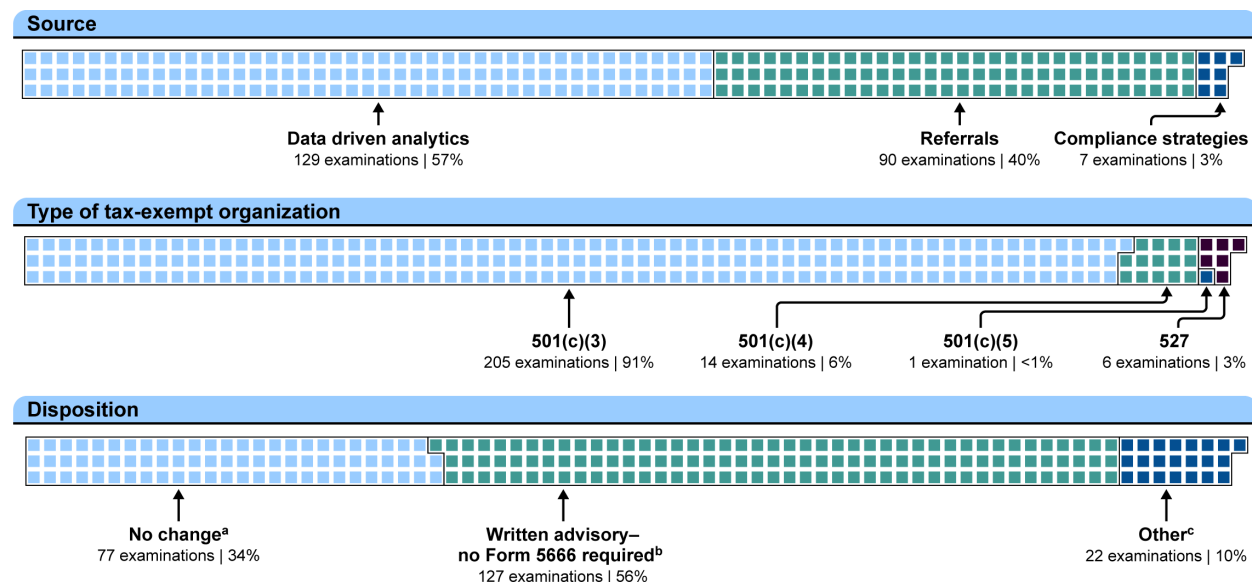 Source
Data driven analytics
129 examinations | 57%
Referrals
90 examinations | 40%
Compliance strategies
7 examinations | 3%
Type of tax-exempt organization
501(c)(3)
205 examinations | 91%
501(c)(4)
14 examinations | 6%
501(c)(5)
1 examination | <1%
527
6 examinations | 3%
Disposition
No changeᵃ
77 examinations | 34%
Written advisory–
no Form 5666 requiredᵇ
127 examinations | 56%
Otherᶜ
22 examinations | 10%